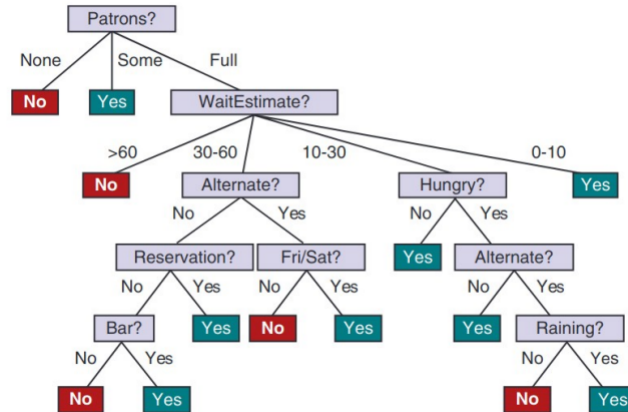 Patrons?
None Some Full
No Yes WaitEstimate?
>60 30-60 10-30 0-10
No Alternate? Hungry? Yes
No Yes No Yes
Reservation? Fri/Sat? Yes Alternate?
No Yes No Yes No Yes
Bar? Yes No Yes Yes Raining?
No Yes No Yes
No Yes No Yes